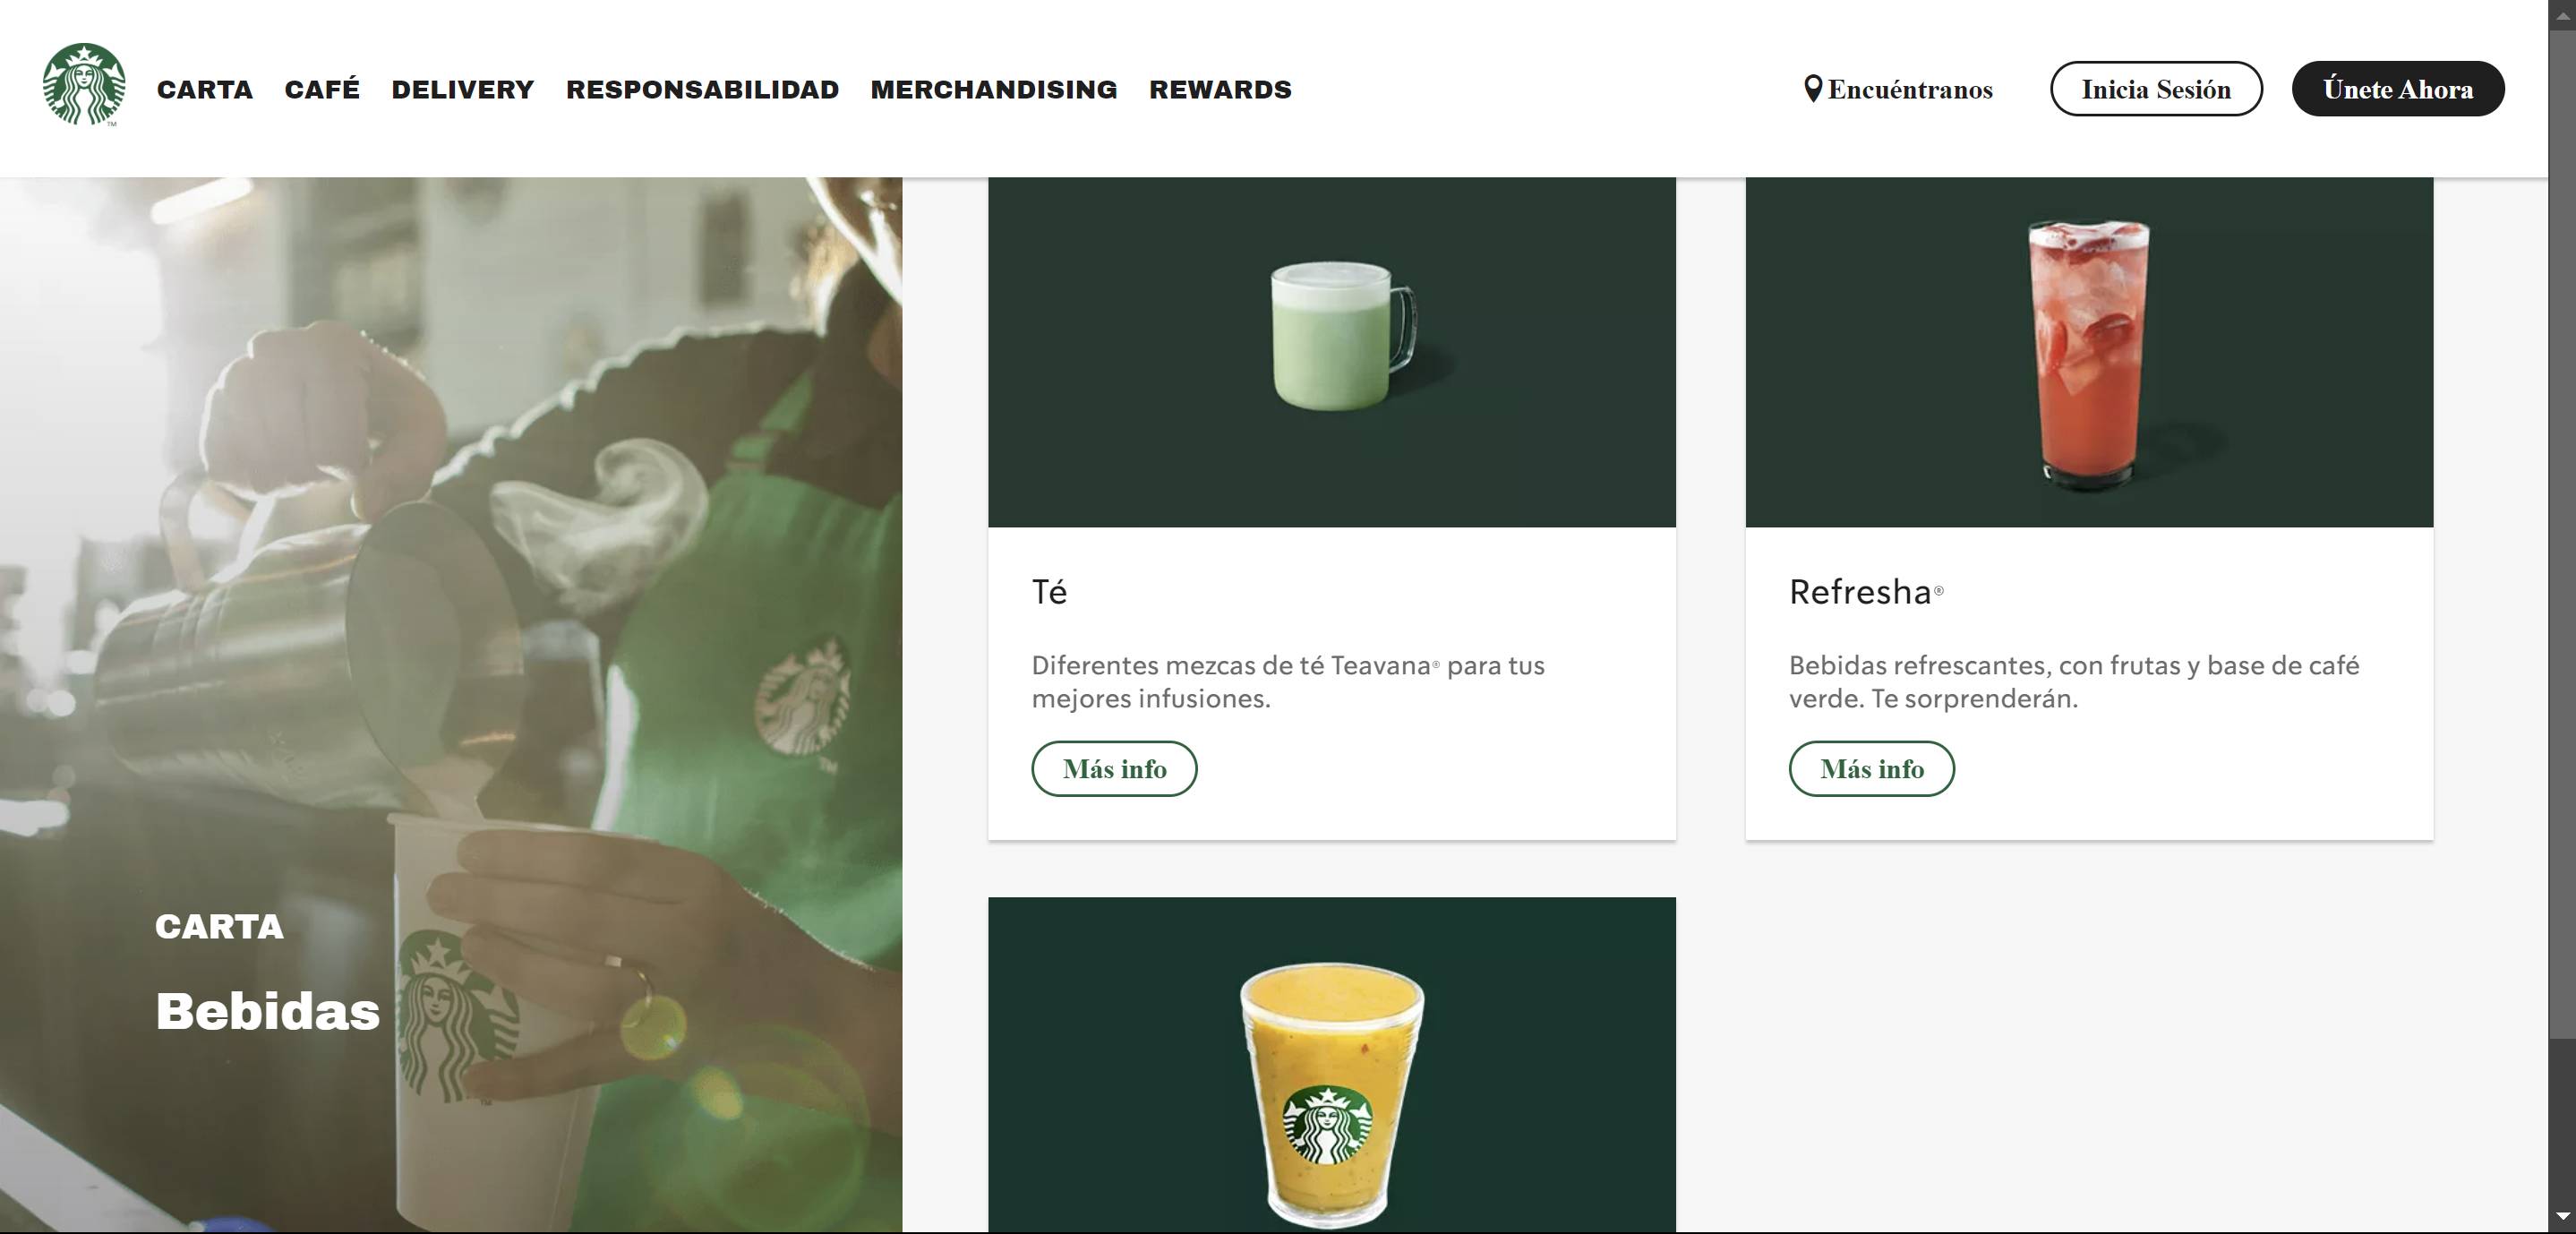 CARTA CAFÉ DELIVERY RESPONSABILIDAD MERCHANDISING REWARDS Encuéntranos Inicia Sesión Únete Ahora
CARTA
Bebidas
Té
Diferentes mezcas de té Teavana® para tus
mejores infusiones.
Más info
Refresha®
Bebidas refrescantes, con frutas y base de café
verde. Te sorprenderán.
Más info